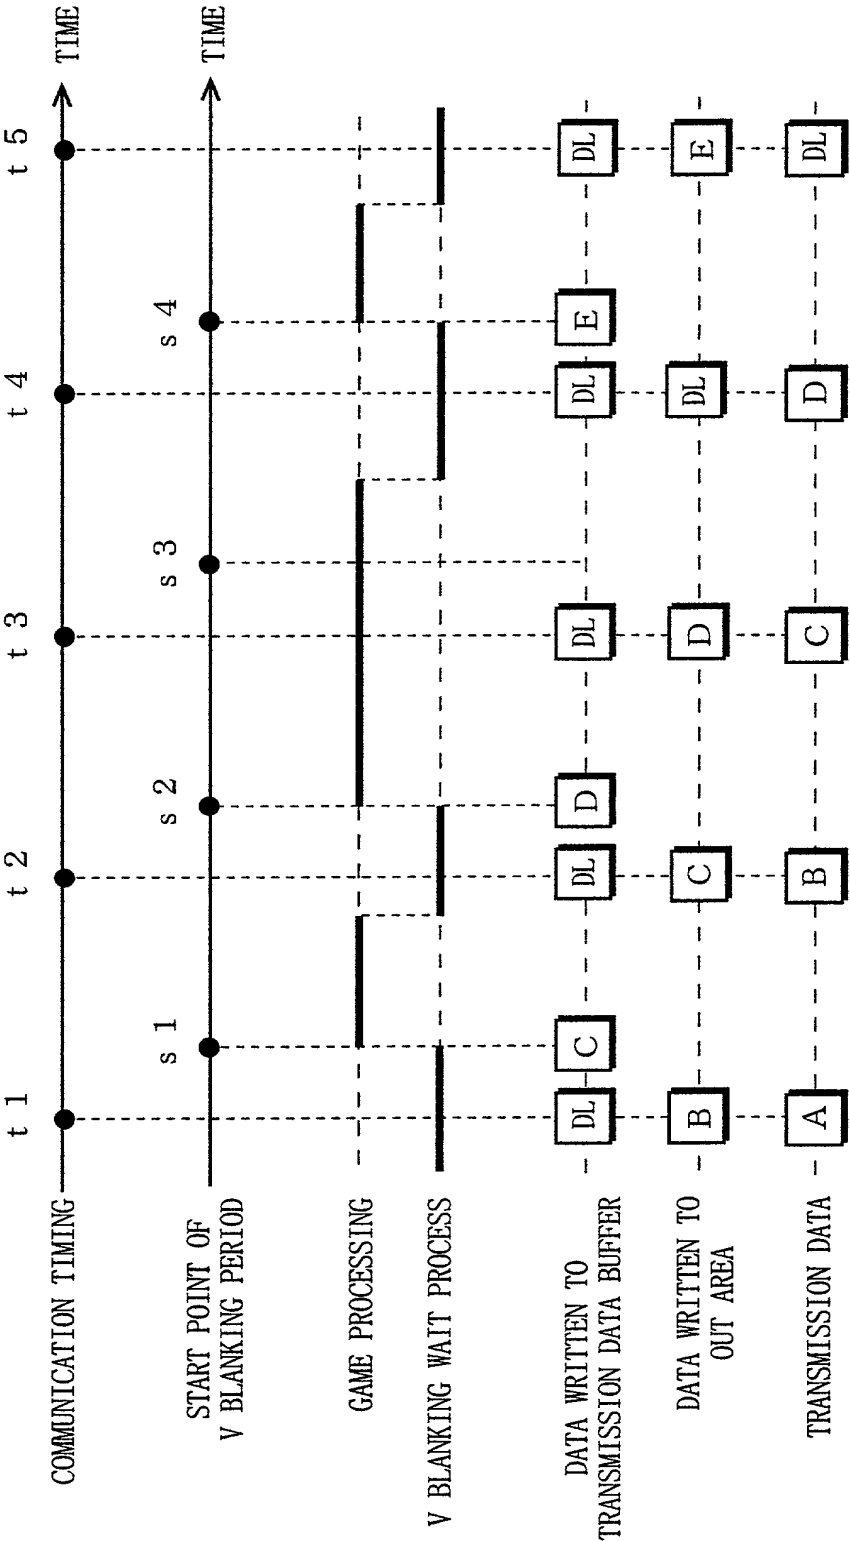 t 1 t 2 t 3 t 4 t 5
COMMUNICATION TIMING TIME
s 1 s 2 s 3 s 4
START POINT OF
V BLANKING PERIOD TIME
GAME PROCESSING
V BLANKING WAIT PROCESS
DATA WRITTEN TO
TRANSMISSION DATA BUFFER
DL C DL D DL DL E DL
DATA WRITTEN TO
OUT AREA
B C D DL E
TRANSMISSION DATA
A B C D DL